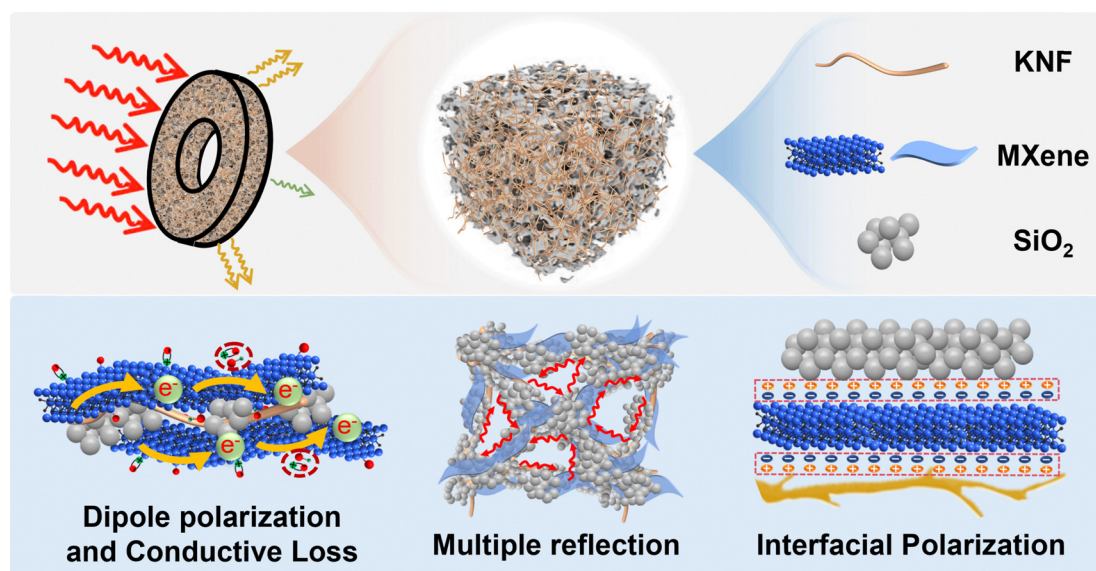 KNF
MXene
SiO₂
e⁻
e⁻
e⁻
e⁻
Dipole polarization
and Conductive Loss
Multiple reflection
Interfacial Polarization